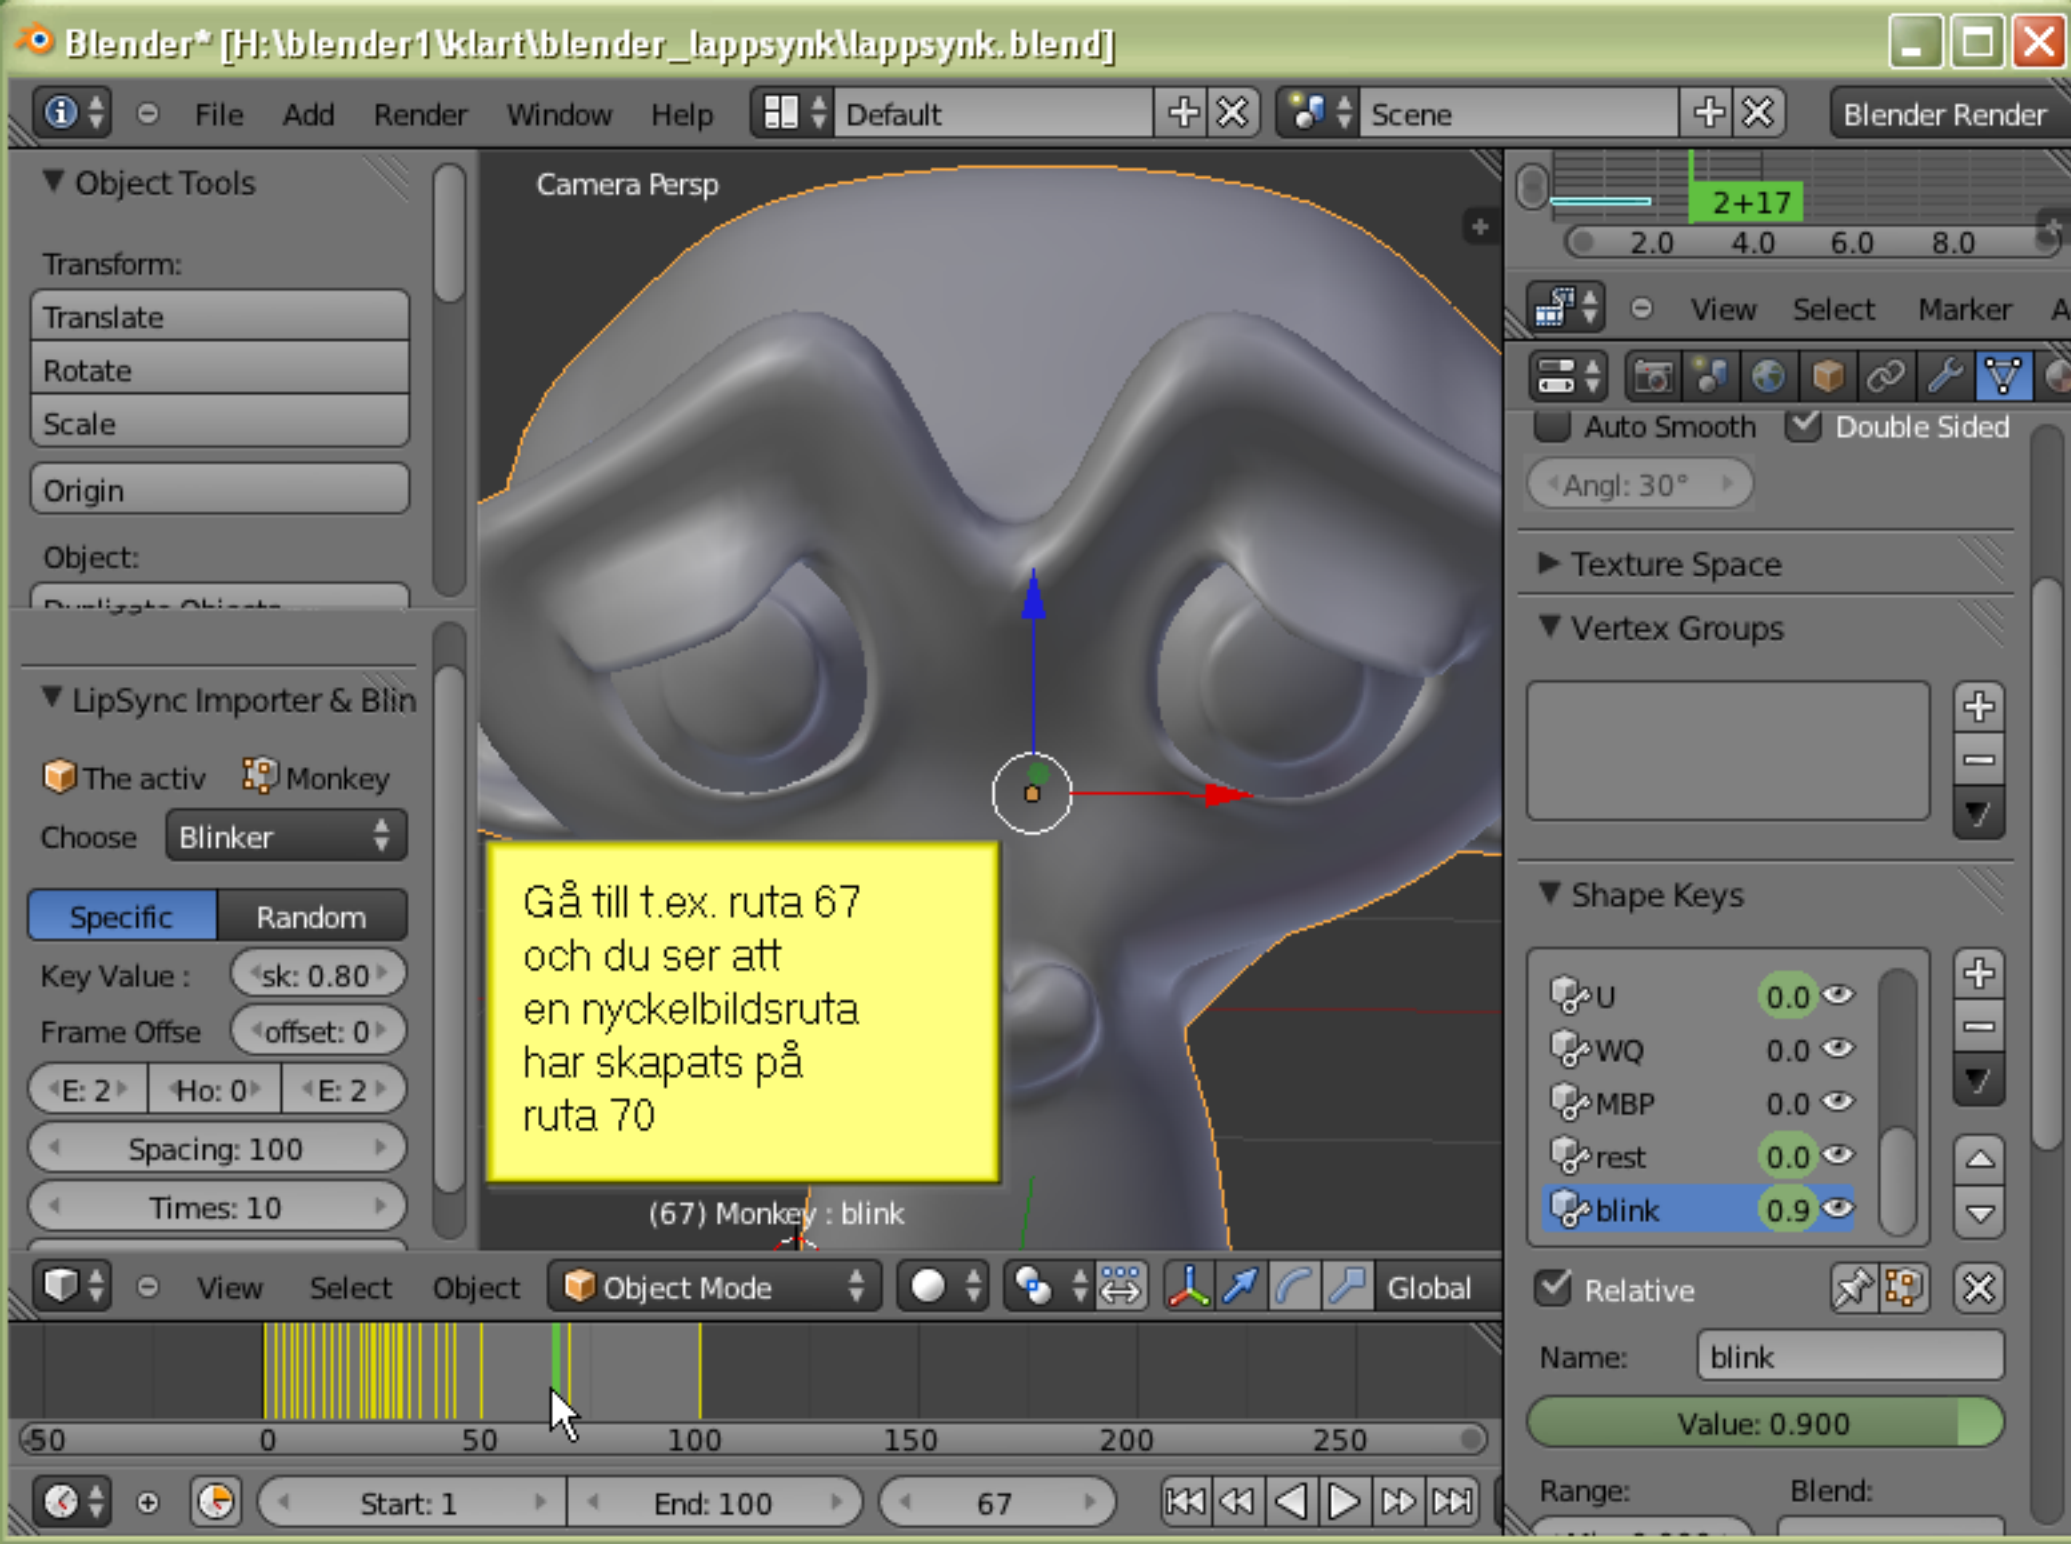 Blender* [H:\blender1\klart\blender_lappsynk\lappsynk.blend]
File Add Render Window Help Default Scene Blender Render
Object Tools
Transform:
Translate
Rotate
Scale
Origin
Object:
Duplicate Objects
LipSync Importer & Blin
The activ Monkey
Choose Blinker
Specific Random
Key Value : sk: 0.80
Frame Offse offset: 0
E: 2 Ho: 0 E: 2
Spacing: 100
Times: 10
Camera Persp
Gå till t.ex. ruta 67
och du ser att
en nyckelbildsruta
har skapats på
ruta 70
(67) Monkey : blink
View Select Object Object Mode Global
-50 0 50 100 150 200 250
Start: 1 End: 100 67
2+17
2.0 4.0 6.0 8.0
View Select Marker A
Auto Smooth Double Sided
Angl: 30°
Texture Space
Vertex Groups
Shape Keys
U 0.0
WQ 0.0
MBP 0.0
rest 0.0
blink 0.9
Relative
Name: blink
Value: 0.900
Range: Blend: